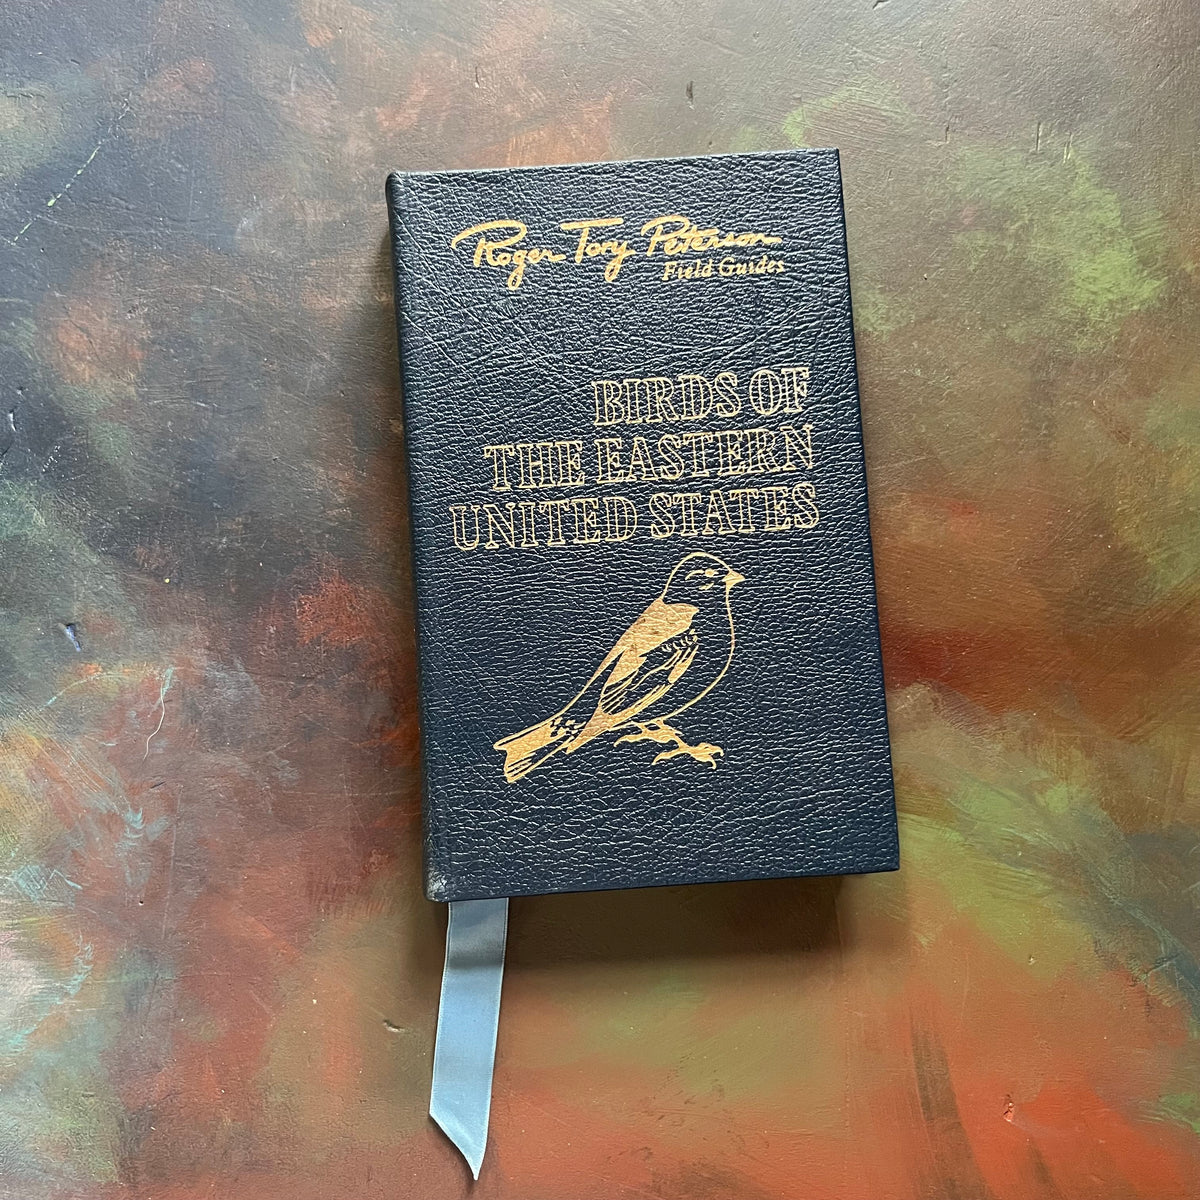 Roger Tory Peterson
Field Guides
BIRDS OF
THE EASTERN
UNITED STATES